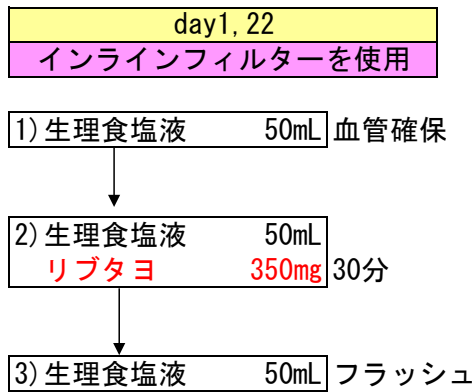 day1, 22
インラインフィルターを使用
1) 生理食塩液 50mL 血管確保
2) 生理食塩液 50mL
リブタヨ 350mg 30分
3) 生理食塩液 50mL フラッシュ